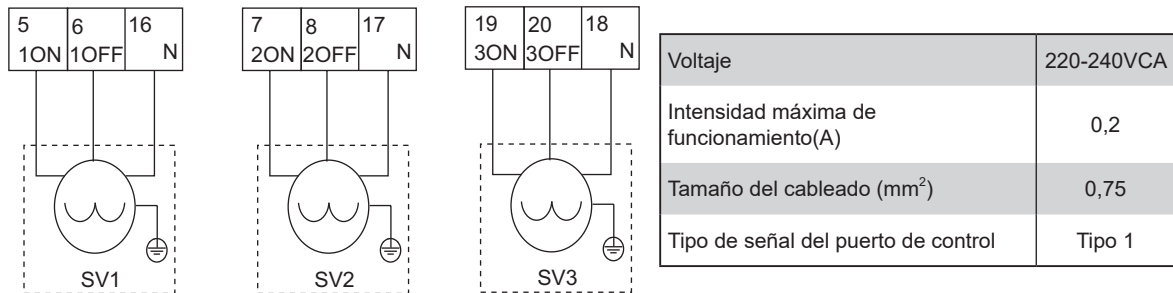 5 6 16
1ON 1OFF N
SV1
7 8 17
2ON 2OFF N
SV2
19 20 18
3ON 3OFF N
SV3
Voltaje 220-240VCA
Intensidad máxima de
funcionamiento(A) 0,2
Tamaño del cableado (mm²) 0,75
Tipo de señal del puerto de control Tipo 1